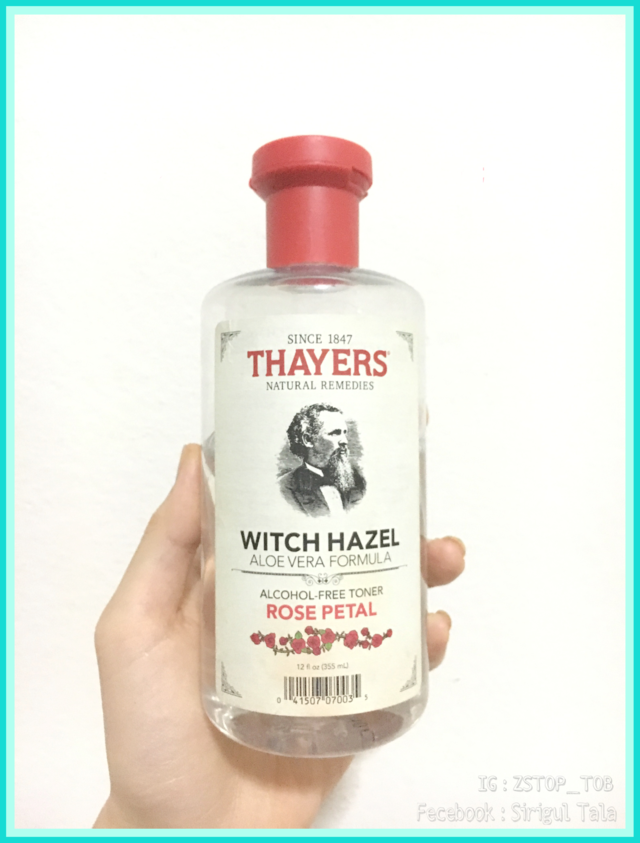 SINCE 1847
THAYERS®
NATURAL REMEDIES
WITCH HAZEL
ALOE VERA FORMULA
ALCOHOL-FREE TONER
ROSE PETAL
12 fl oz (355 mL)
0 41507 07003 5
IG : ZSTOP_TOB
Fecebook : Sirigul Tala